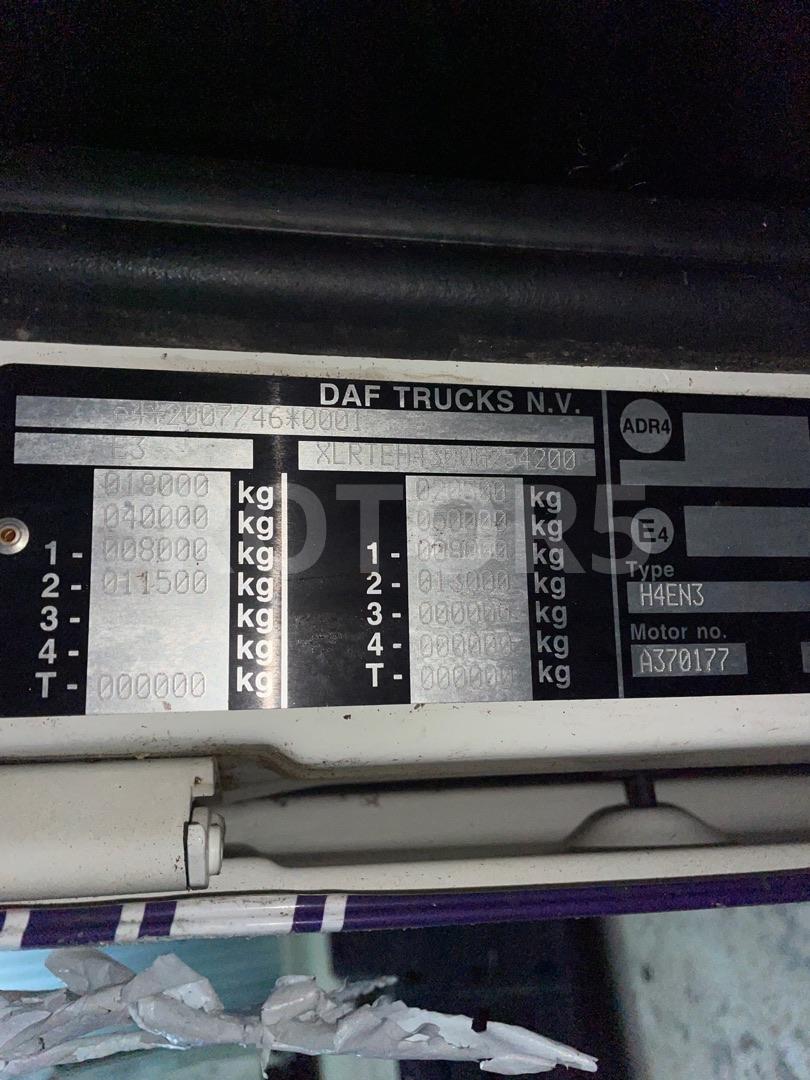 DAF TRUCKS N.V.
e4*2007/46*0001
E3
018000 kg
040000 kg
1- 008000 kg
2- 011500 kg
3- kg
4- kg
T- 000000 kg
020500 kg
kg
1- kg
2- 013000 kg
3- 000000 kg
4- 000000 kg
T- 000000 kg
ADR4
E4
Type
H4EN3
Motor no.
A370177